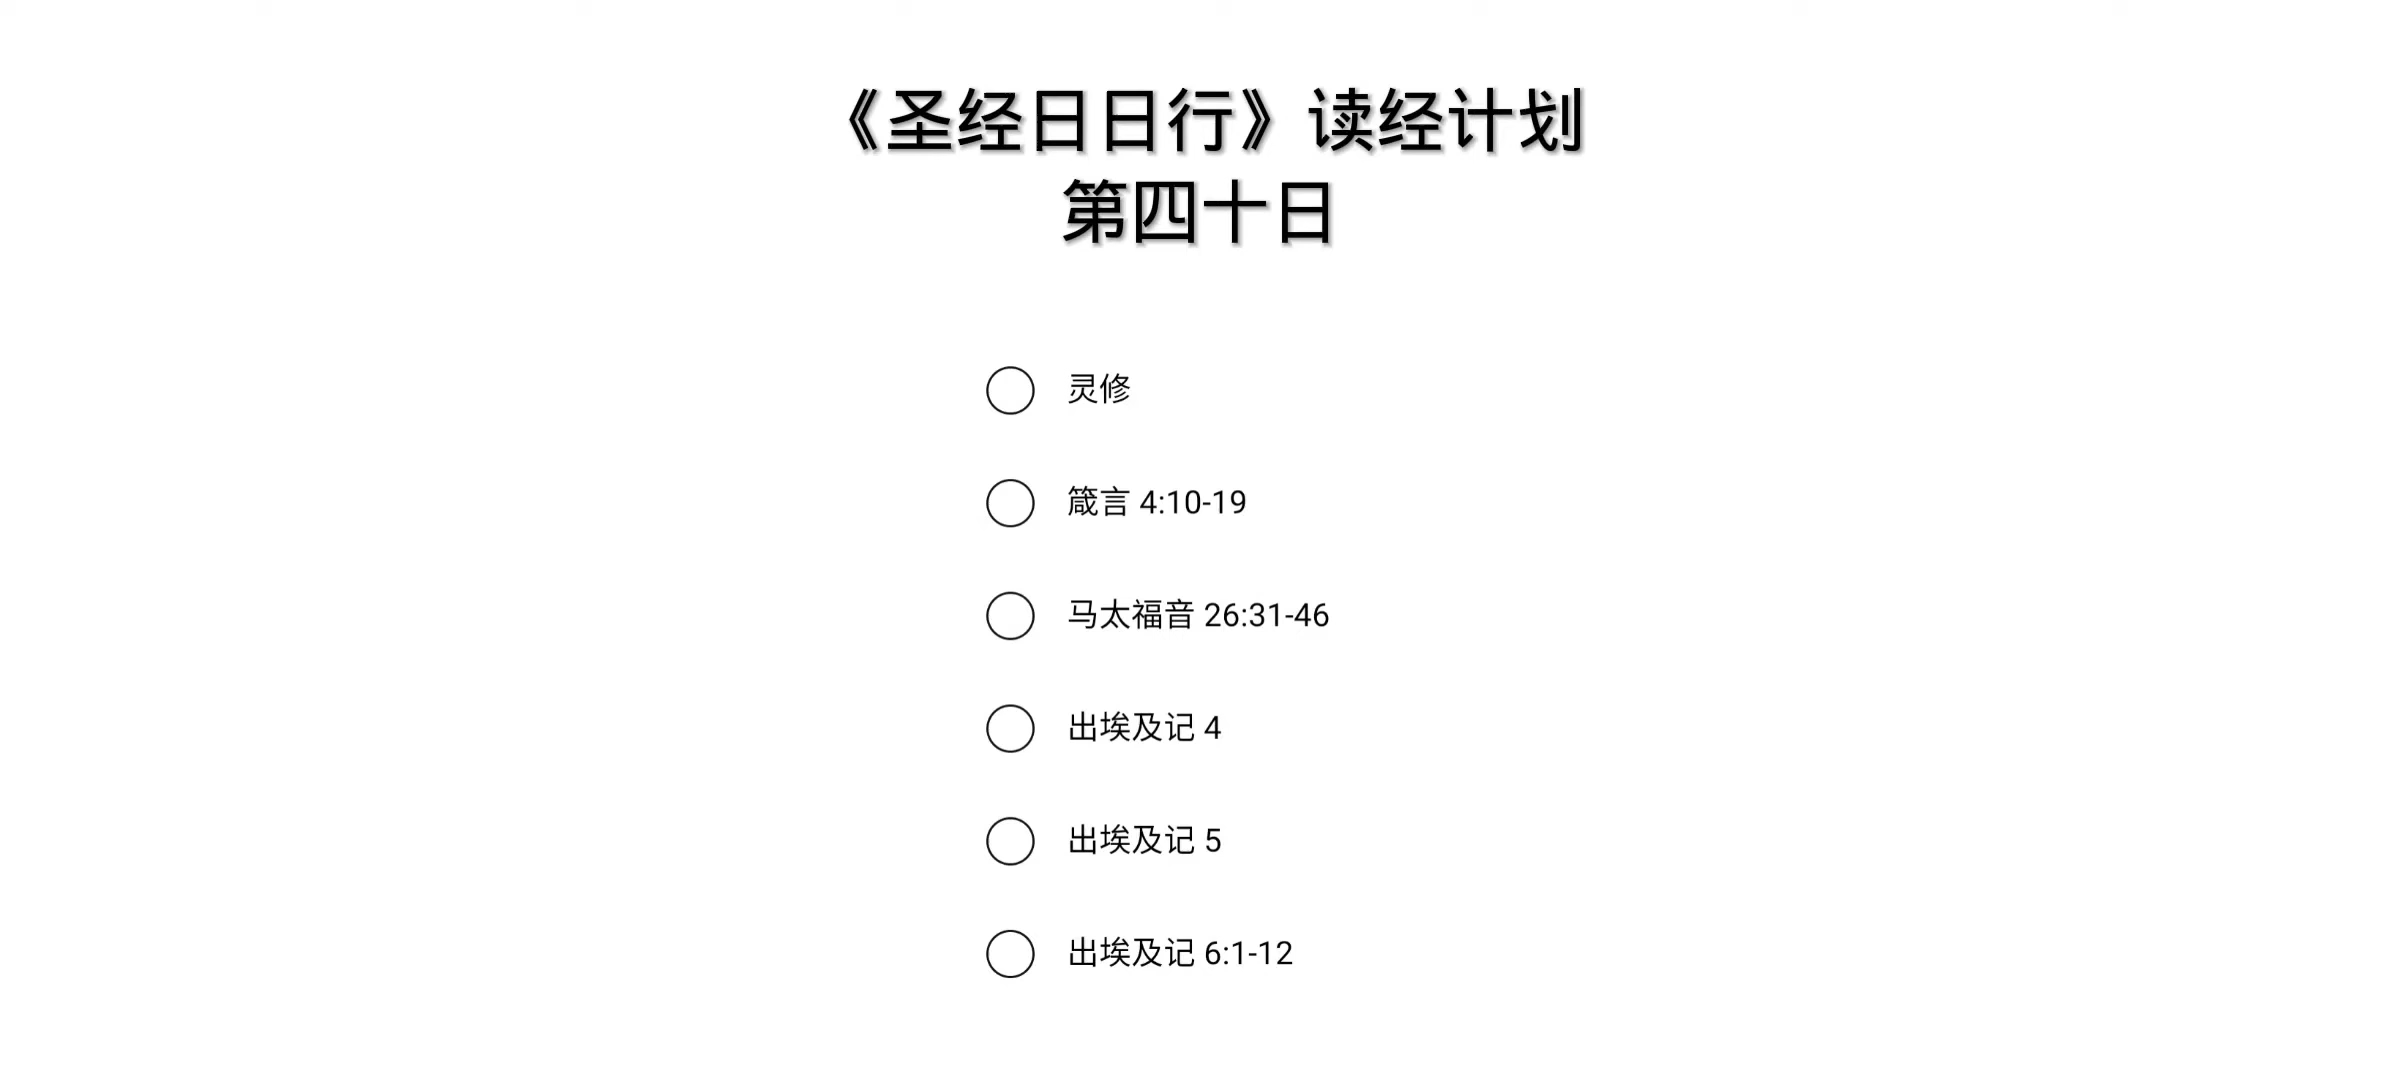 《圣经日日行》读经计划
第四十日
灵修
箴言 4:10-19
马太福音 26:31-46
出埃及记 4
出埃及记 5
出埃及记 6:1-12